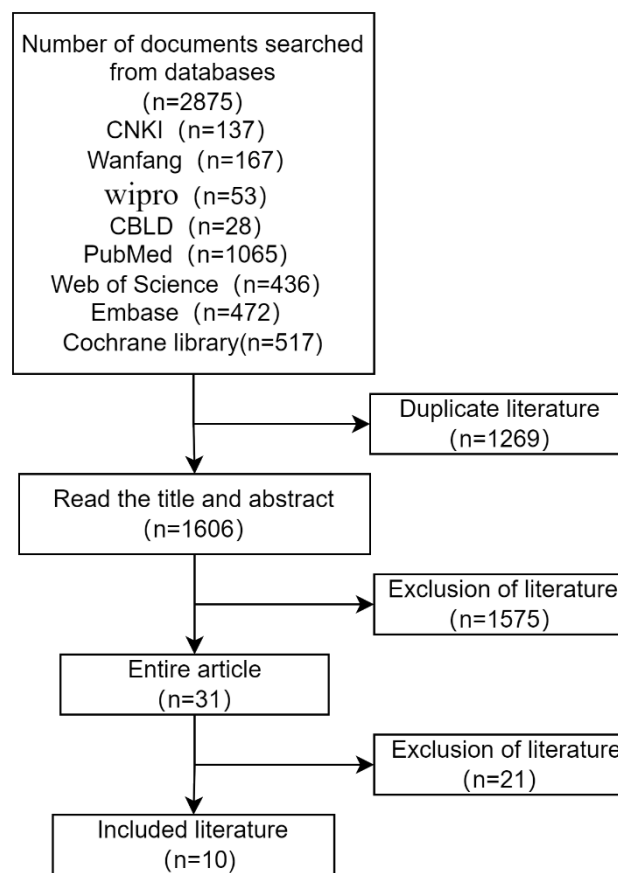 Number of documents searched
from databases
（n=2875）
CNKI（n=137）
Wanfang（n=167）
wipro（n=53）
CBLD（n=28）
PubMed（n=1065）
Web of Science（n=436）
Embase（n=472）
Cochrane library(n=517)
Duplicate literature
（n=1269）
Read the title and abstract
（n=1606）
Exclusion of literature
（n=1575）
Entire article
（n=31）
Exclusion of literature
（n=21）
Included literature
（n=10）